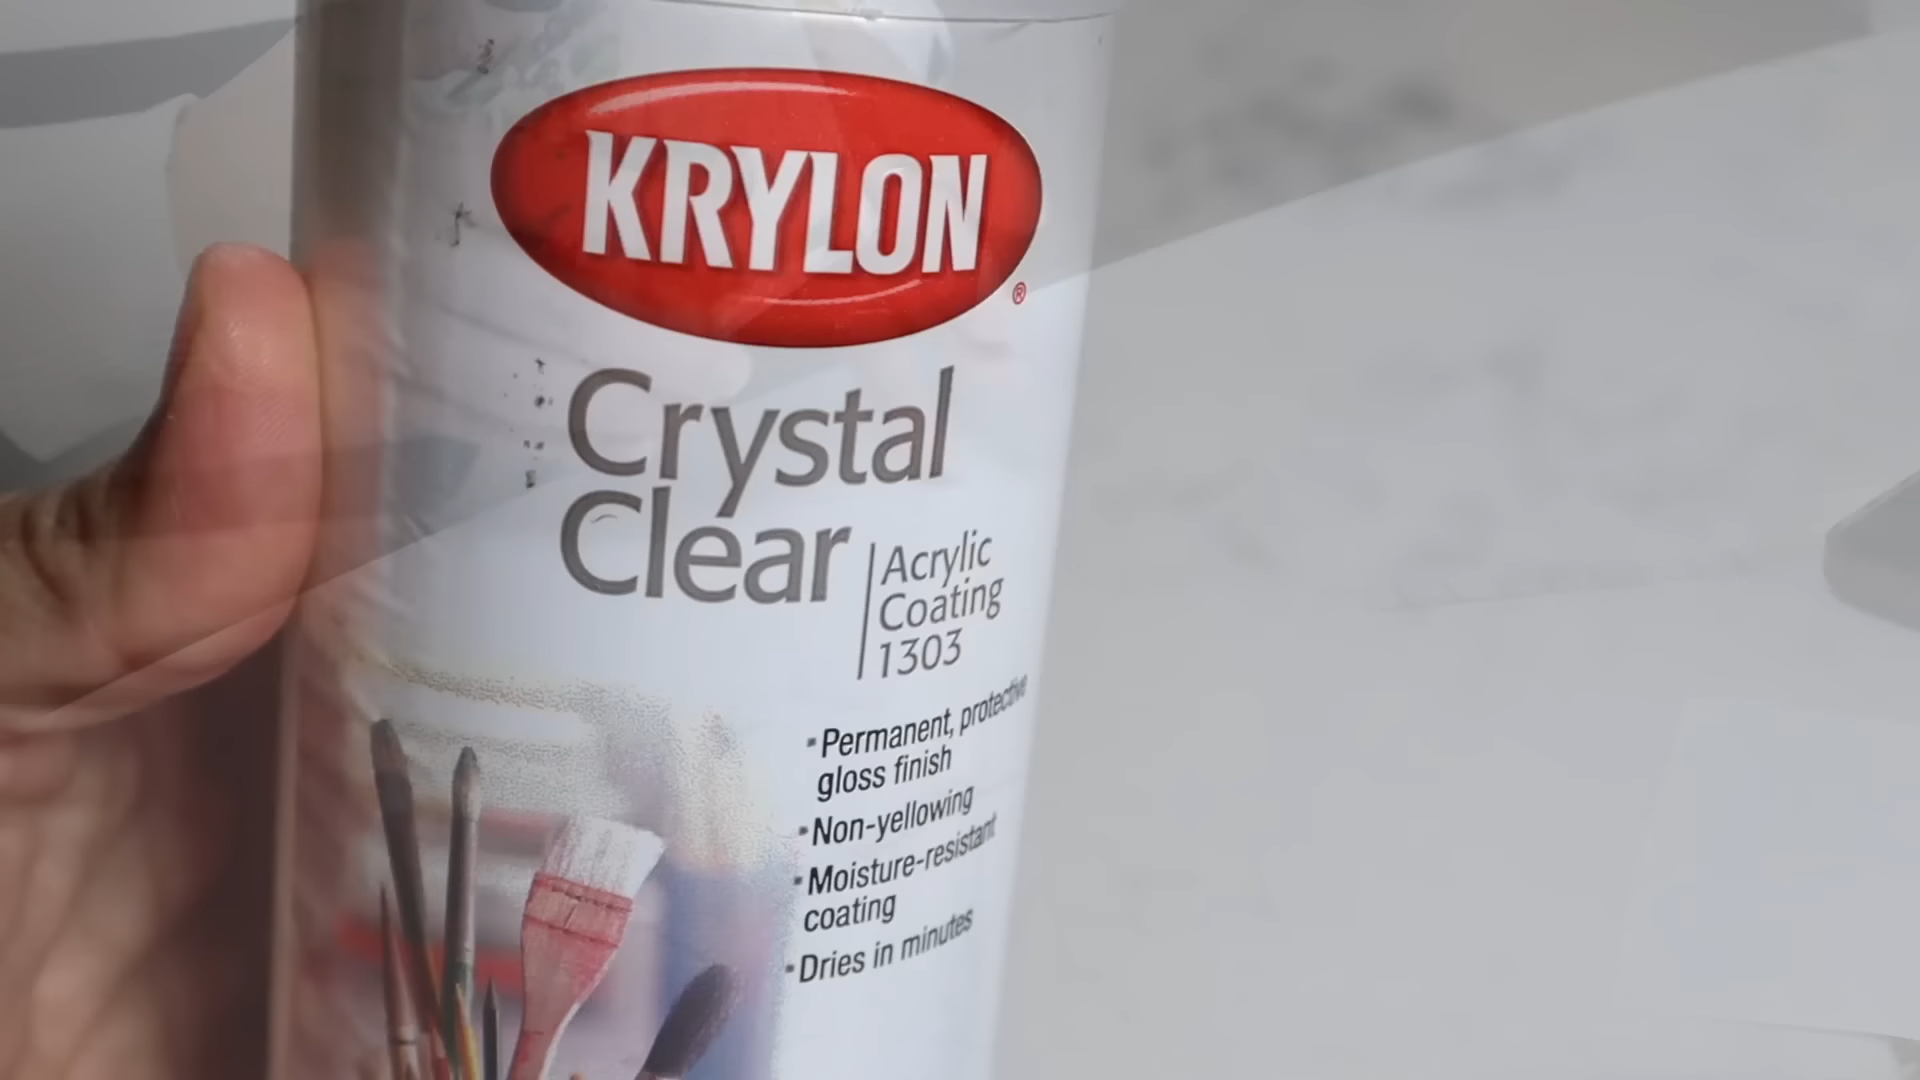 KRYLON
®
Crystal
Clear
Acrylic
Coating
1303
▪Permanent, protective
gloss finish
▪Non-yellowing
▪Moisture-resistant
coating
▪Dries in minutes